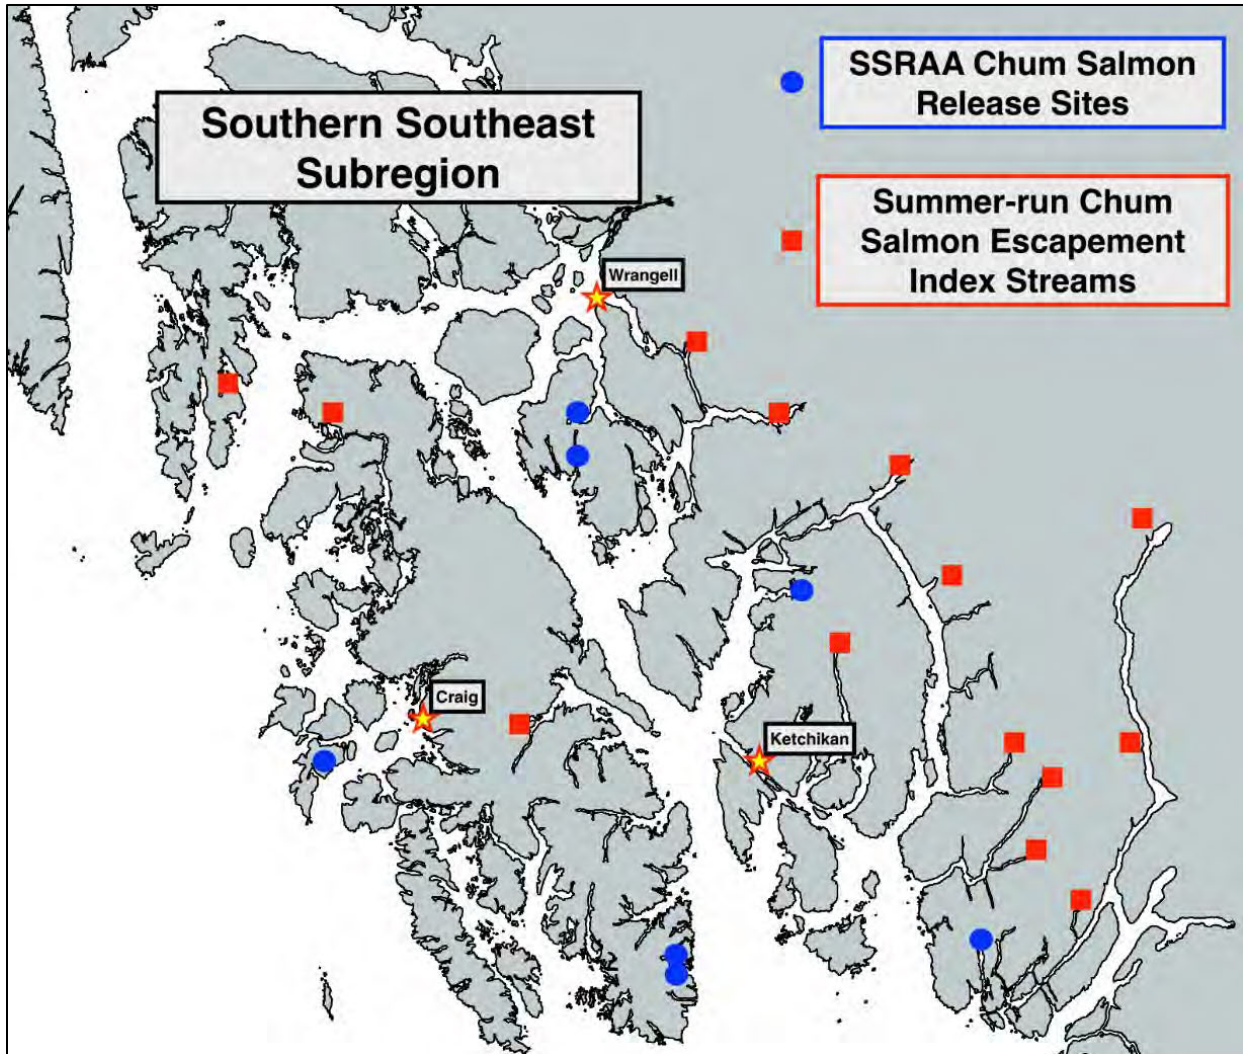 Southern Southeast
Subregion
SSRAA Chum Salmon
Release Sites
Summer-run Chum
Salmon Escapement
Index Streams
Wrangell
Craig
Ketchikan